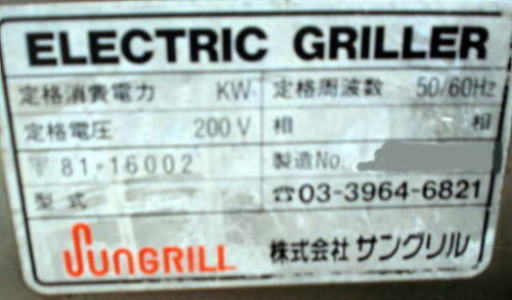 ELECTRIC GRILLER
定格消費電力 KW 定格周波数 50/60Hz
定格電圧 200V 相 相
81-16002 製造No.
型式 ☎03-3964-6821
SUNGRILL 株式会社 サングリル